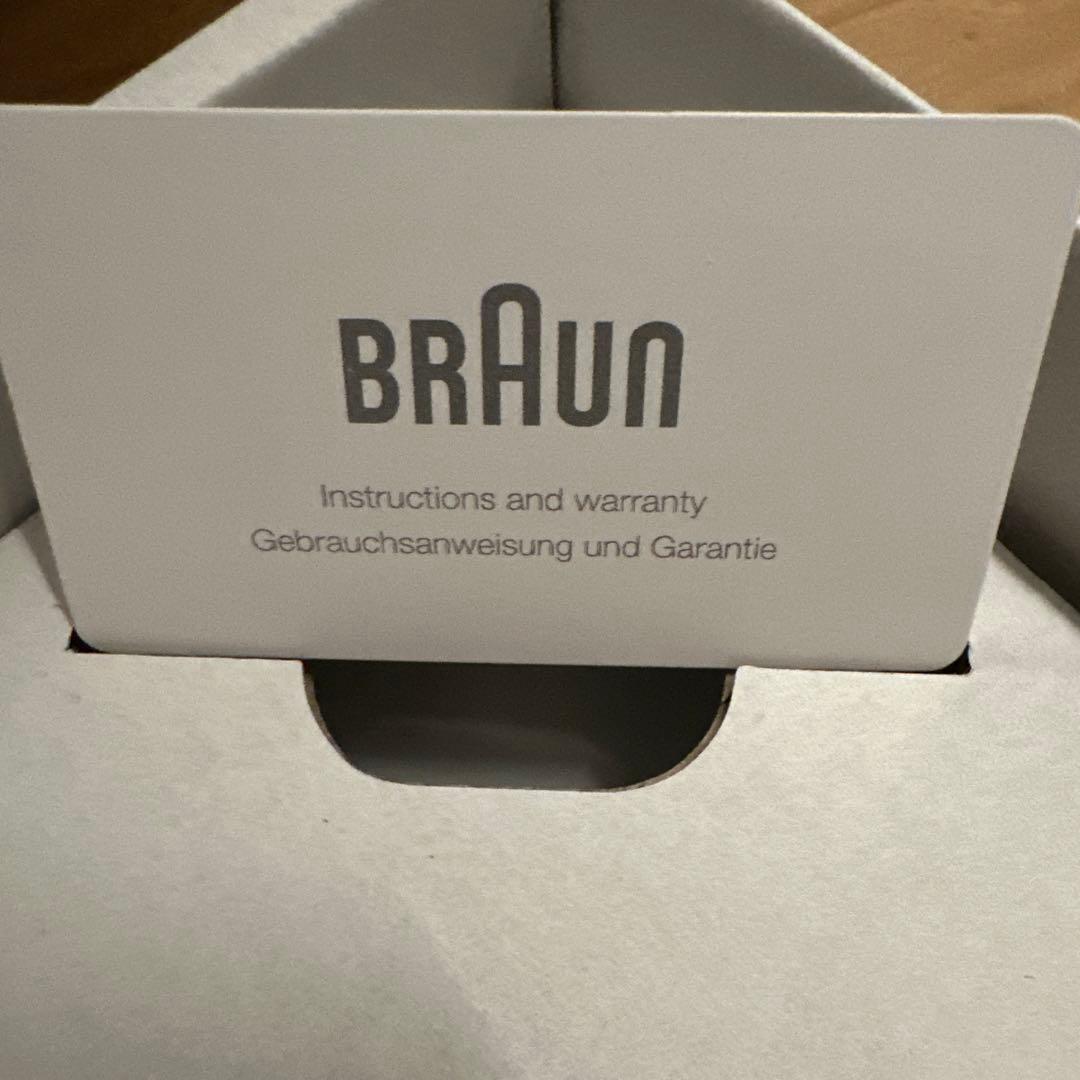 BRAUN
Instructions and warranty
Gebrauchsanweisung und Garantie